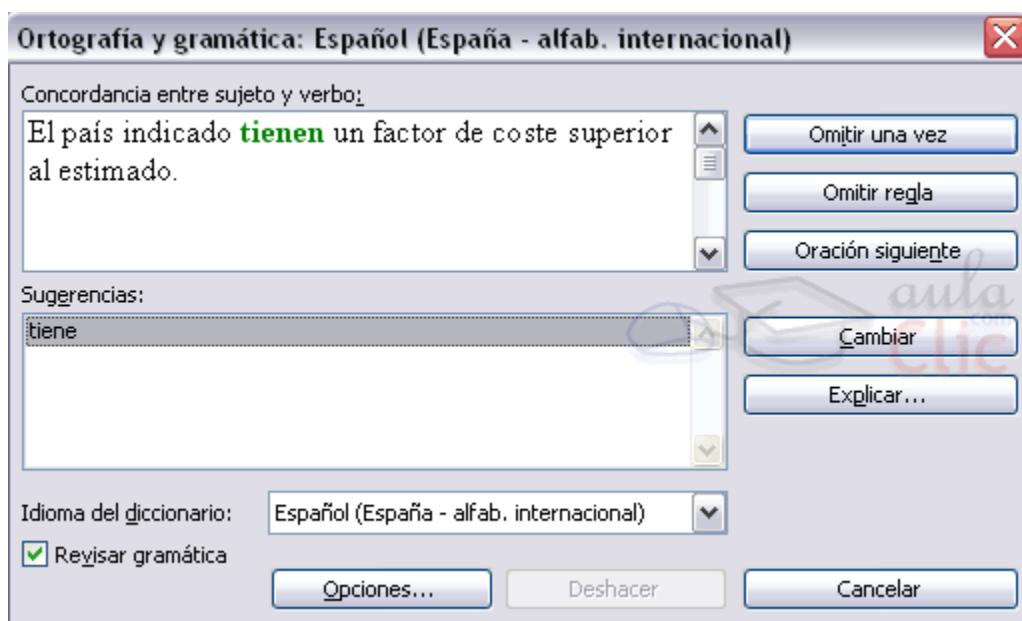 Ortografía y gramática: Español (España - alfab. internacional)
Concordancia entre sujeto y verbo:
El país indicado tienen un factor de coste superior
al estimado.
Omitir una vez
Omitir regla
Oración siguiente
Sugerencias:
tiene
aula
.com
Clic
Cambiar
Explicar...
Idioma del diccionario:
Español (España - alfab. internacional)
Revisar gramática
Opciones...
Deshacer
Cancelar